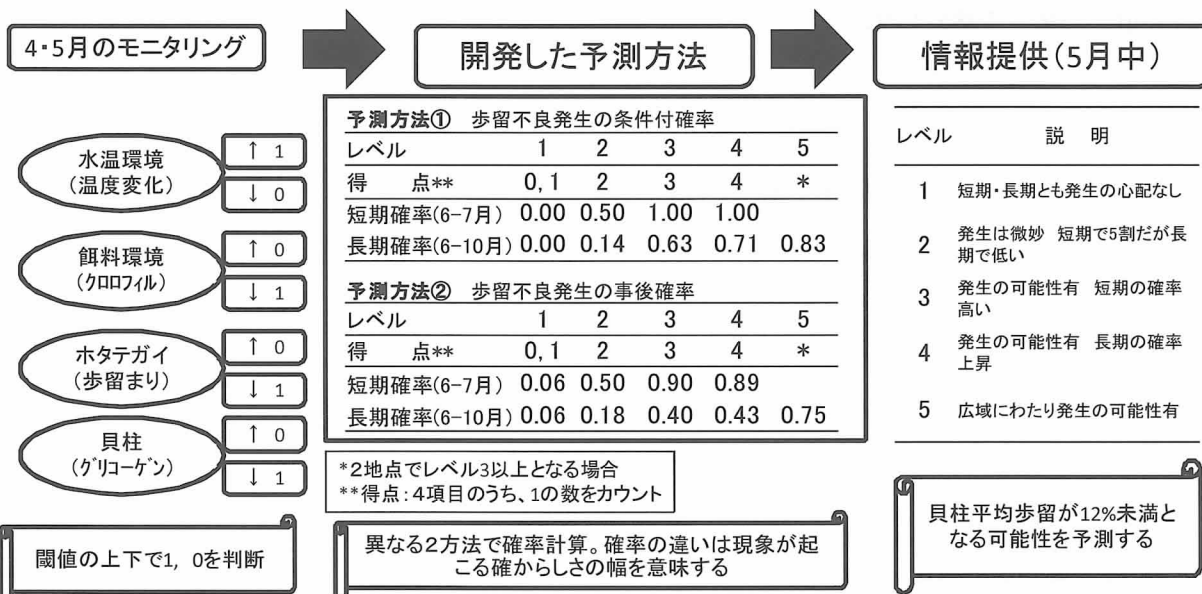 4・5月のモニタリング
開発した予測方法
情報提供(5月中)
水温環境
(温度変化)
↑ 1
↓ 0
餌料環境
(クロロフィル)
↑ 0
↓ 1
ホタテガイ
(歩留まり)
↑ 0
↓ 1
貝柱
(グリコーゲン)
↑ 0
↓ 1
閾値の上下で1, 0を判断
予測方法① 歩留不良発生の条件付確率
レベル 1 2 3 4 5
得 点** 0, 1 2 3 4 *
短期確率(6-7月) 0.00 0.50 1.00 1.00
長期確率(6-10月) 0.00 0.14 0.63 0.71 0.83
予測方法② 歩留不良発生の事後確率
レベル 1 2 3 4 5
得 点** 0, 1 2 3 4 *
短期確率(6-7月) 0.06 0.50 0.90 0.89
長期確率(6-10月) 0.06 0.18 0.40 0.43 0.75
*2地点でレベル3以上となる場合
**得点:4項目のうち、1の数をカウント
異なる2方法で確率計算。確率の違いは現象が起
こる確からしさの幅を意味する
レベル 説 明
1 短期・長期とも発生の心配なし
2 発生は微妙 短期で5割だが長
期で低い
3 発生の可能性有 短期の確率
高い
4 発生の可能性有 長期の確率
上昇
5 広域にわたり発生の可能性有
貝柱平均歩留が12%未満と
なる可能性を予測する